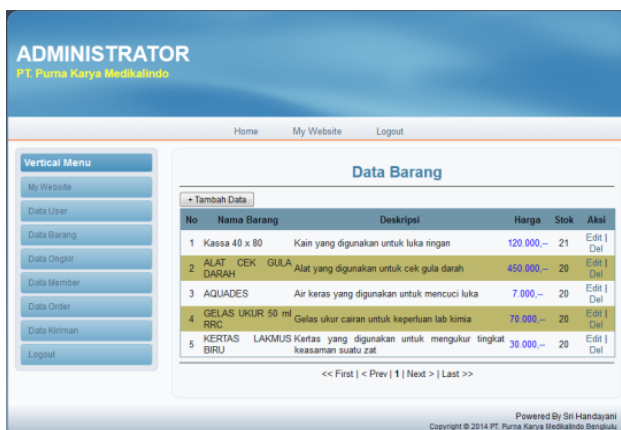 ADMINISTRATOR
PT. Purna Karya Medikalindo
Home My Website Logout
Vertical Menu
My Website
Data User
Data Barang
Data Ongkir
Data Member
Data Order
Data Kiriman
Logout
Data Barang
+ Tambah Data
No Nama Barang Deskripsi Harga Stok Aksi
1 Kassa 40 x 80 Kain yang digunakan untuk luka ringan 120.000,-- 21 Edit |
Del
2 ALAT CEK GULA DARAH Alat yang digunakan untuk cek gula darah 450.000,-- 20 Edit |
Del
3 AQUADES Air keras yang digunakan untuk mencuci luka 7.000,-- 20 Edit |
Del
4 GELAS UKUR 50 ml RRC Gelas ukur cairan untuk keperluan lab kimia 70.000,-- 20 Edit |
Del
5 KERTAS LAKMUS BIRU Kertas yang digunakan untuk mengukur tingkat keasaman suatu zat 30.000,-- 20 Edit |
Del
<< First | < Prev | 1 | Next > | Last >>
Powered By Sri Handayani
Copyright © 2014 PT. Purna Karya Medikalindo Bengkulu